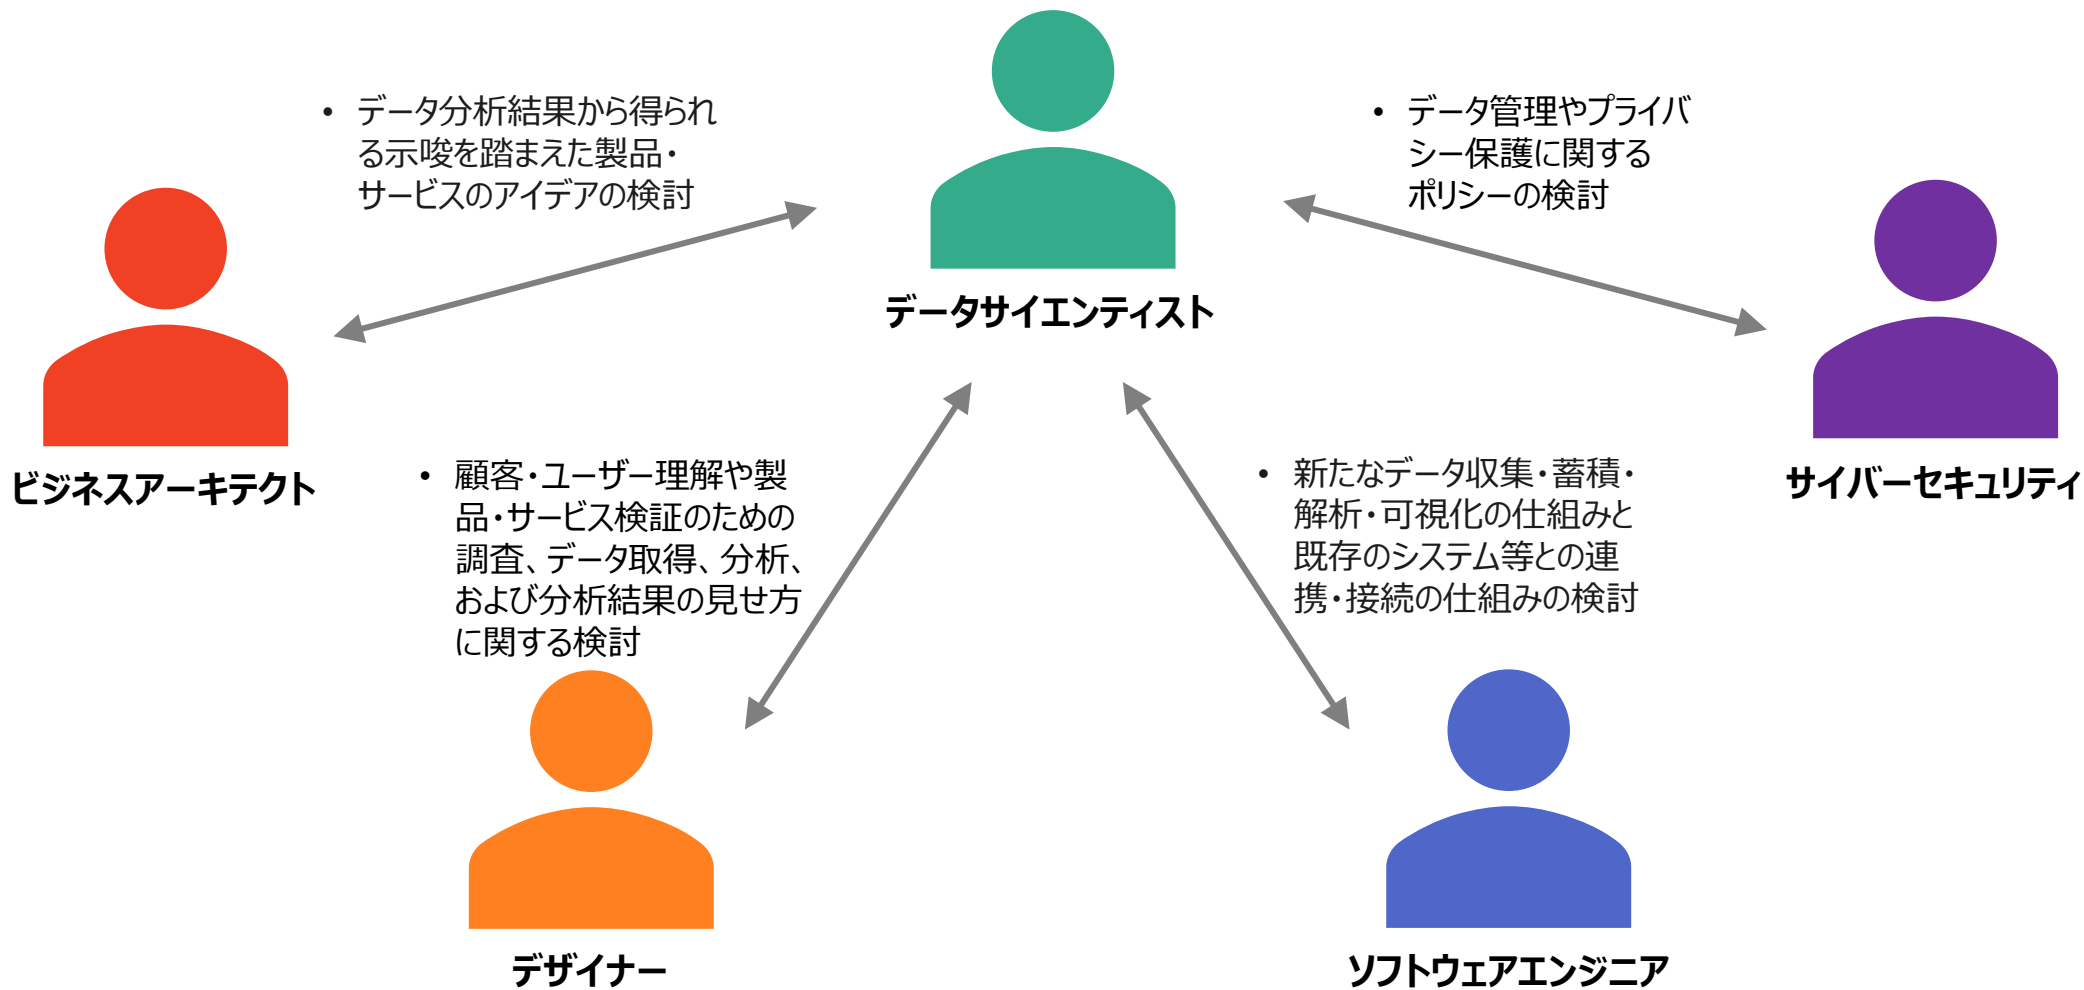 • データ分析結果から得られ
る示唆を踏まえた製品・
サービスのアイデアの検討
• データ管理やプライバ
シー保護に関する
ポリシーの検討
データサイエンティスト
ビジネスアーキテクト
サイバーセキュリティ
• 顧客・ユーザー理解や製
品・サービス検証のための
調査、データ取得、分析、
および分析結果の見せ方
に関する検討
• 新たなデータ収集・蓄積・
解析・可視化の仕組みと
既存のシステム等との連
携・接続の仕組みの検討
デザイナー
ソフトウェアエンジニア